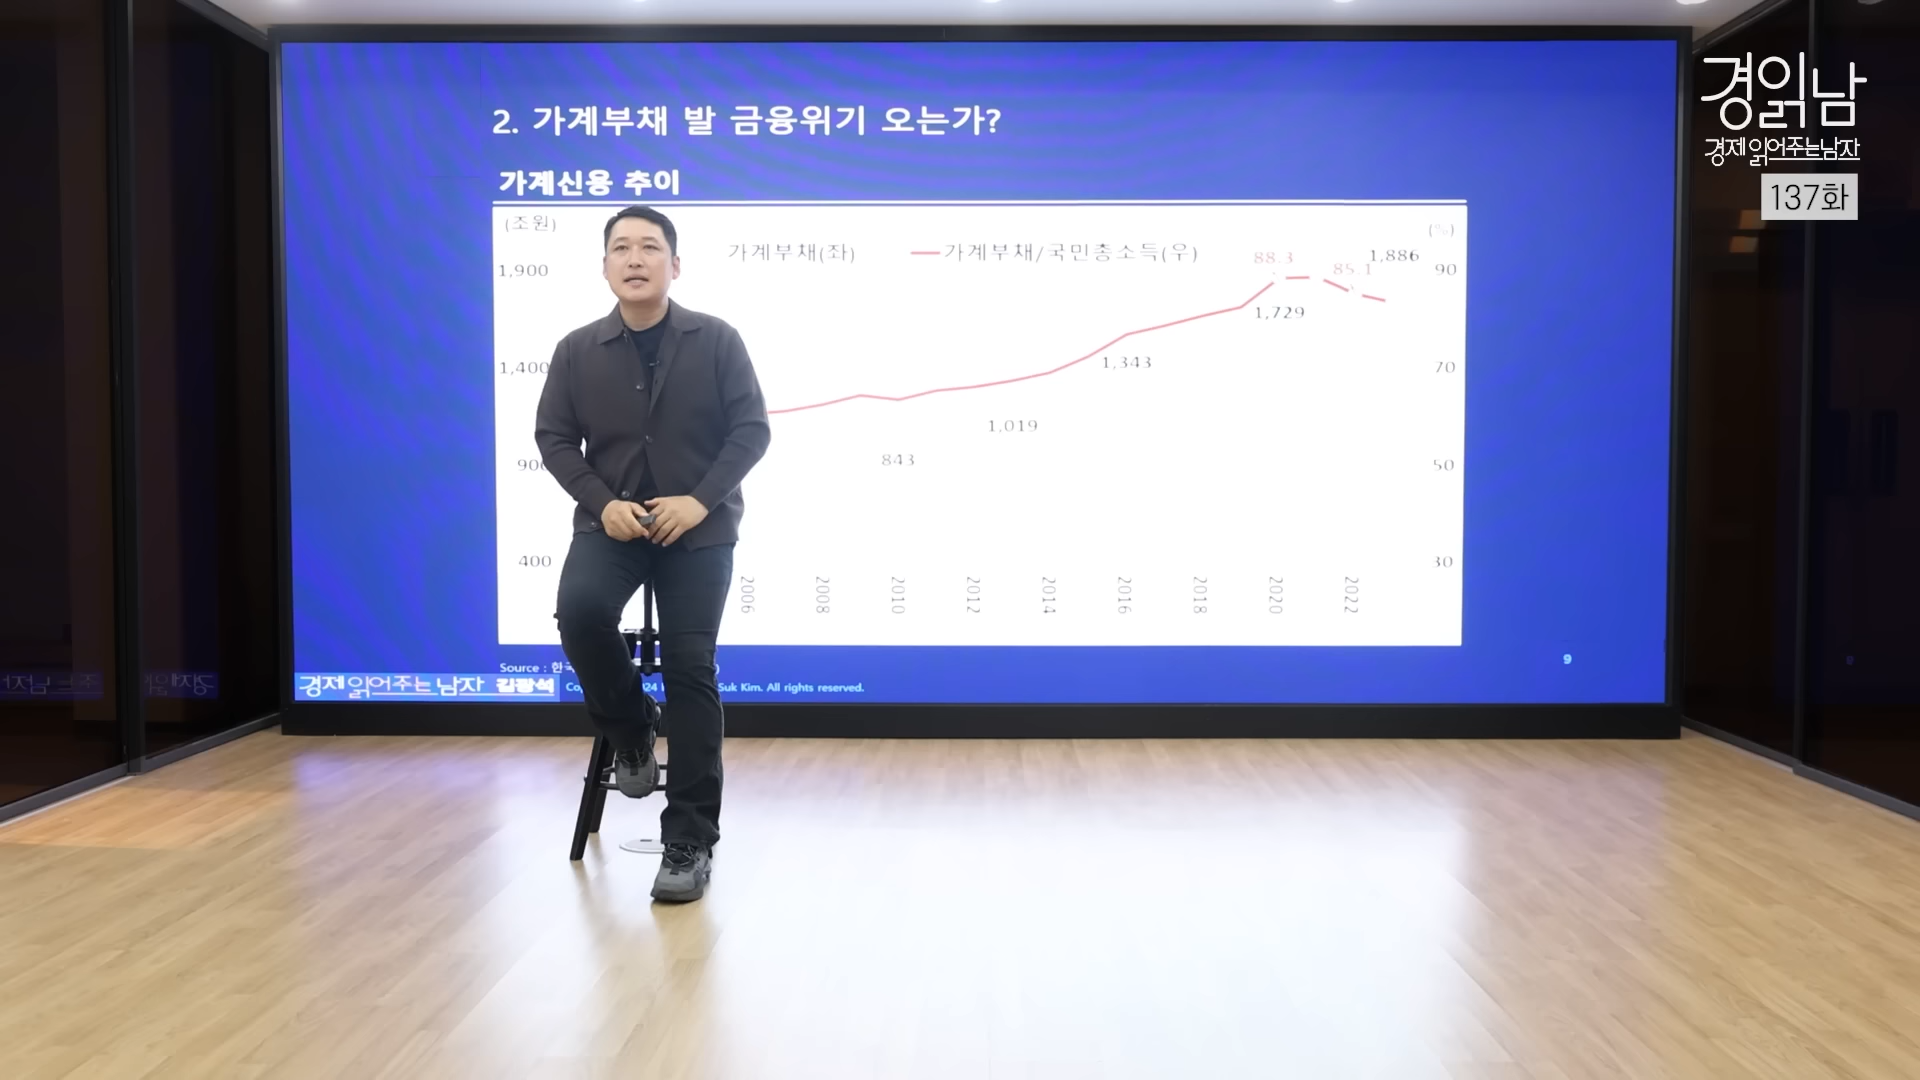 경읽남
경제 읽어주는 남자
137화
2. 가계부채 발 금융위기 오는가?
가계신용 추이
(조원)
(%)
가계부채(좌)
가계부채/국민총소득(우)
88.3
85.1
1,886
1,900
90
1,729
1,400
70
1,343
1,019
843
50
400
30
2006
2008
2010
2012
2014
2016
2018
2020
2022
Source : 한국
9
경제 읽어주는 남자 김광석
Suk Kim. All rights reserved.